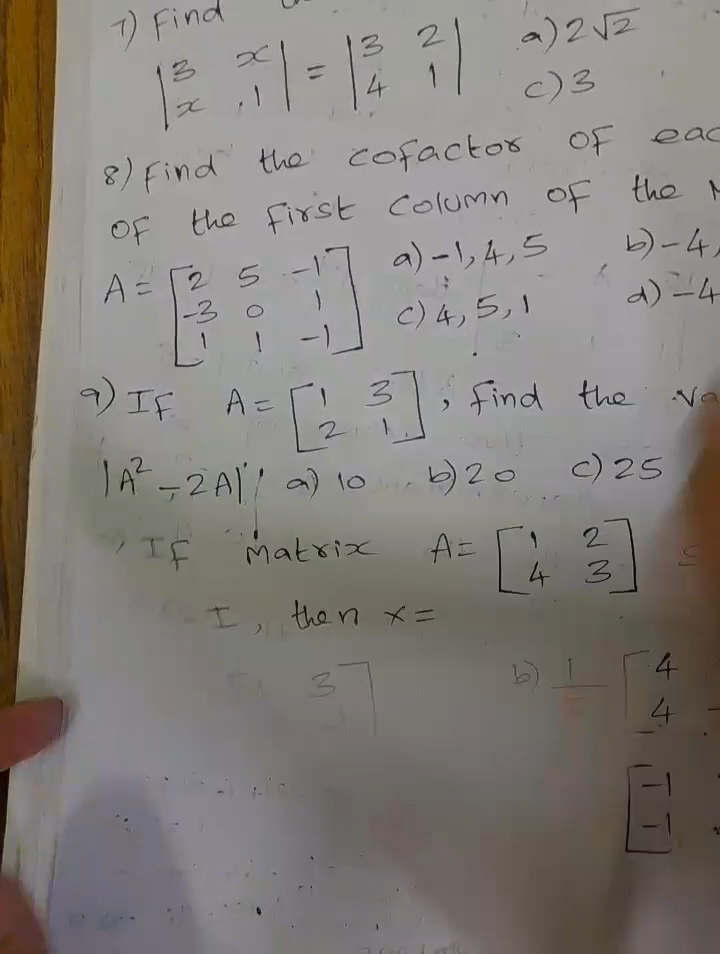 7) Find
|3 x| = |3 2| a) 2√2
|x 1| |4 1| c) 3
8) Find the cofactor of eac
of the first column of the
A = [2 5 -1] a) -1, 4, 5 b) -4,
[-3 0 1] c) 4, 5, 1 d) -4
[1 1 -1]
9) If A = [1 3], find the va
[2 1]
|A² - 2A| a) 10 b) 20 c) 25
If matrix A = [1 2]
[4 3]
I, then x =
3 b) 1 [4
[4 -
[-1
[-1